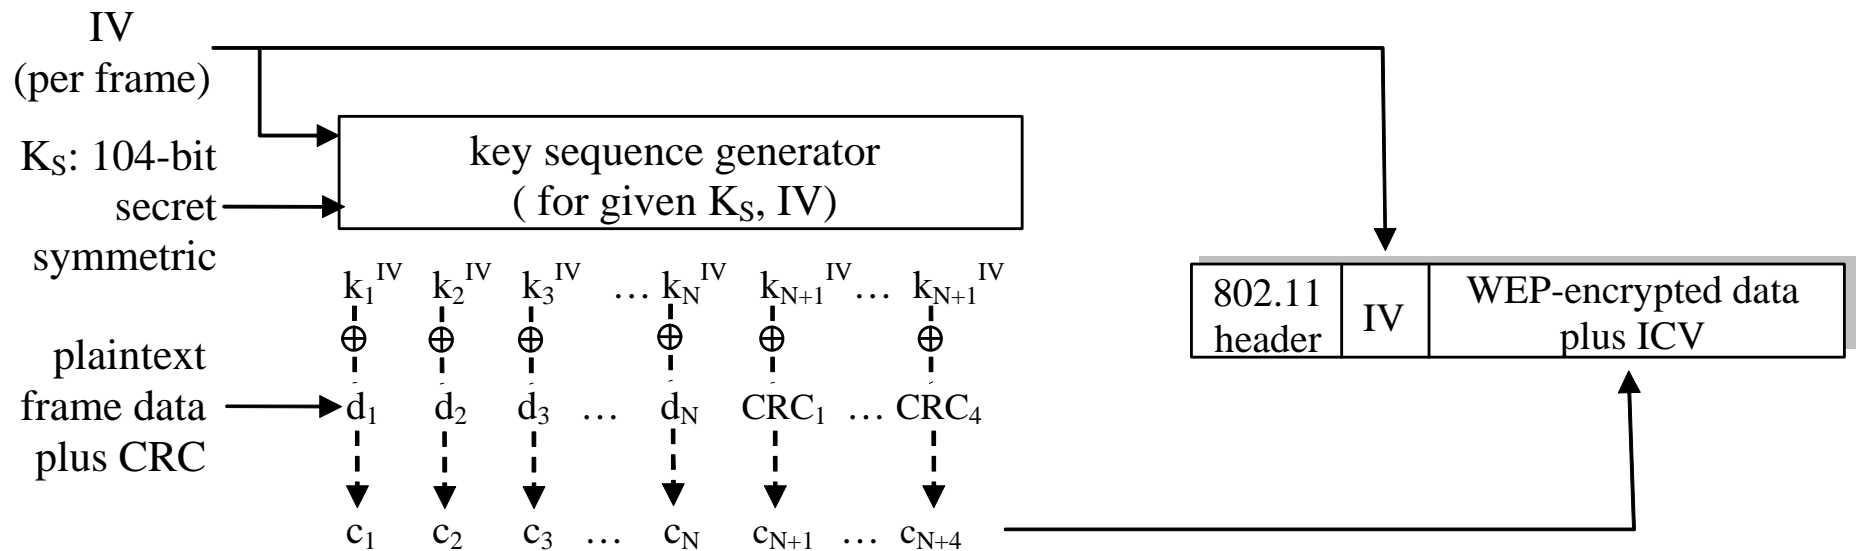 IV
(per frame)
K_S: 104-bit
secret
symmetric
key sequence generator
( for given K_S, IV)
k_1^IV k_2^IV k_3^IV … k_N^IV k_N+1^IV … k_N+1^IV
plaintext
frame data
plus CRC
d_1 d_2 d_3 … d_N CRC_1 … CRC_4
c_1 c_2 c_3 … c_N c_N+1 … c_N+4
802.11
header
IV
WEP-encrypted data
plus ICV